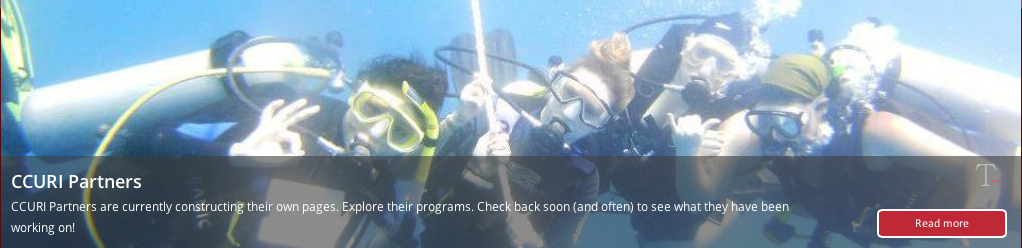 CCURI Partners
CCURI Partners are currently constructing their own pages. Explore their programs. Check back soon (and often) to see what they have been
working on!
Read more